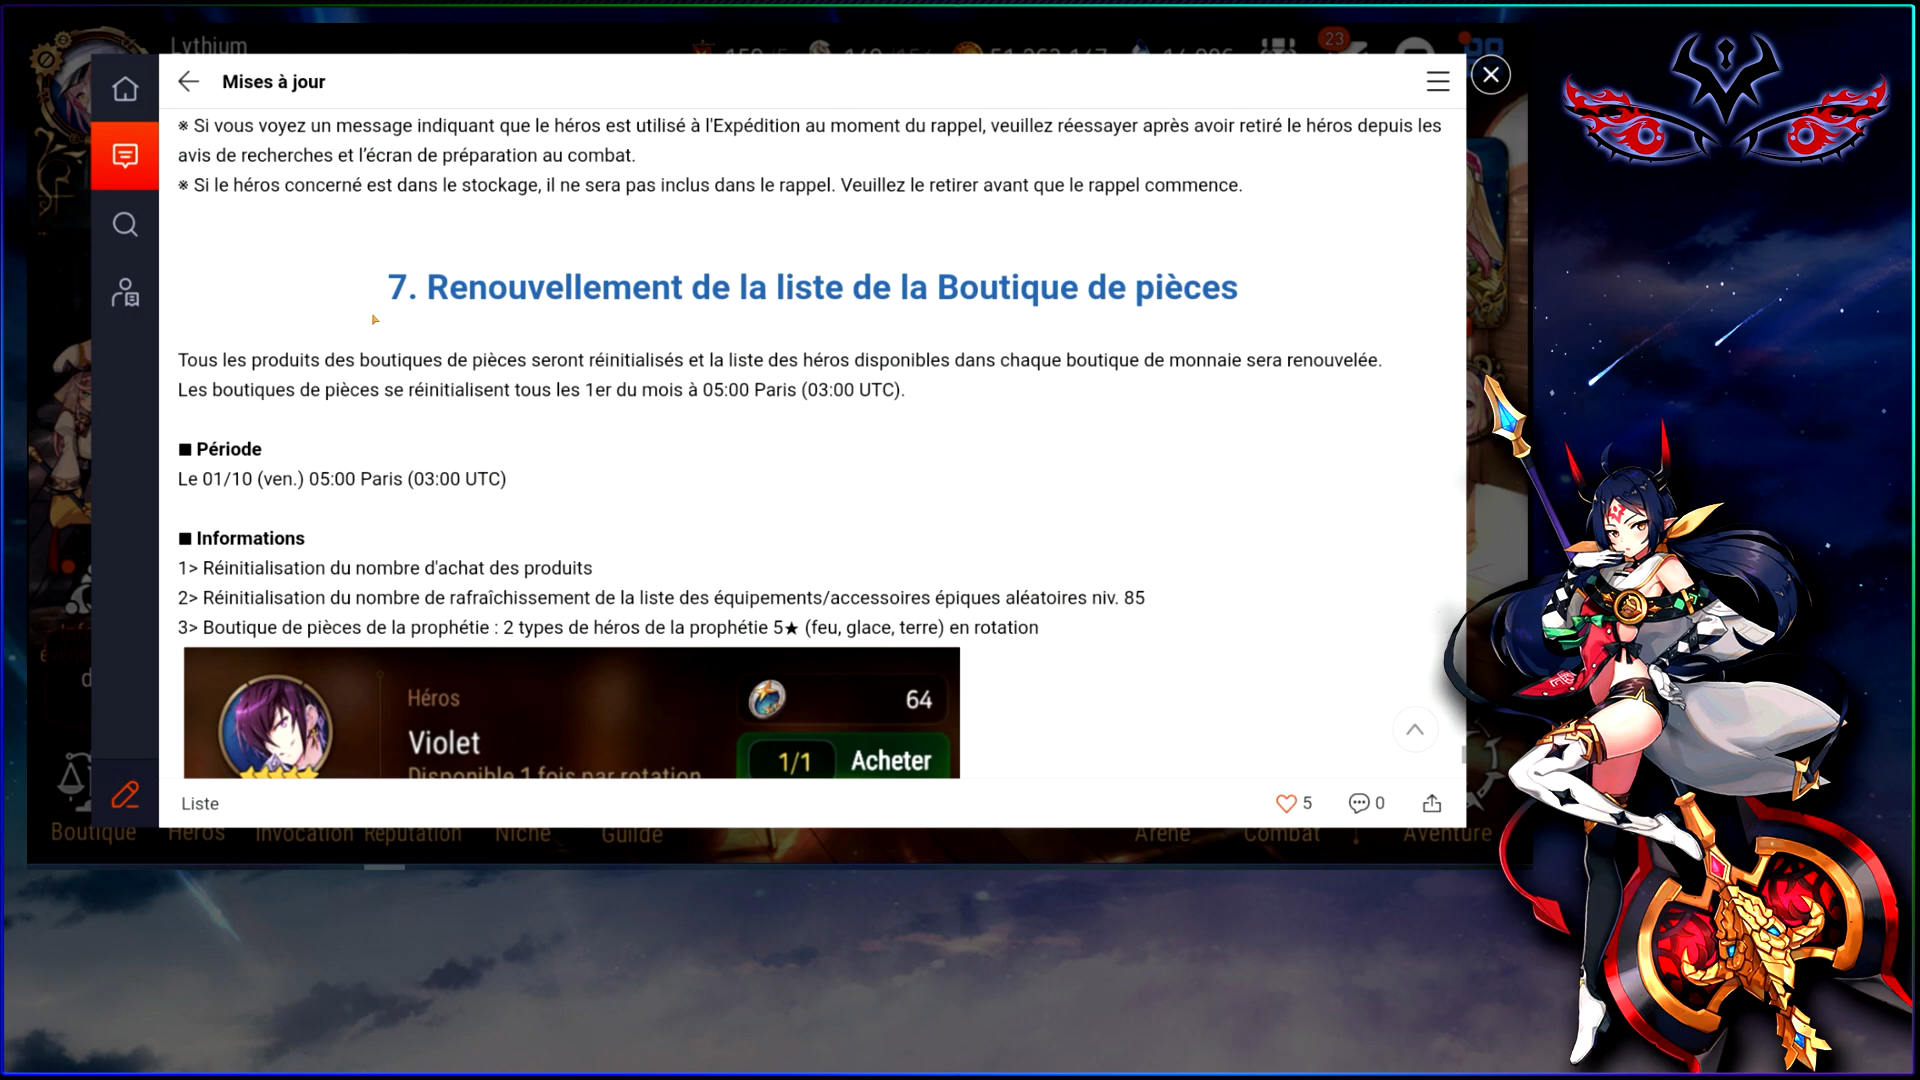 Lythium
23
Mises à jour
※ Si vous voyez un message indiquant que le héros est utilisé à l'Expédition au moment du rappel, veuillez réessayer après avoir retiré le héros depuis les
avis de recherches et l’écran de préparation au combat.
※ Si le héros concerné est dans le stockage, il ne sera pas inclus dans le rappel. Veuillez le retirer avant que le rappel commence.
7. Renouvellement de la liste de la Boutique de pièces
Tous les produits des boutiques de pièces seront réinitialisés et la liste des héros disponibles dans chaque boutique de monnaie sera renouvelée.
Les boutiques de pièces se réinitialisent tous les 1er du mois à 05:00 Paris (03:00 UTC).
■ Période
Le 01/10 (ven.) 05:00 Paris (03:00 UTC)
■ Informations
1> Réinitialisation du nombre d'achat des produits
2> Réinitialisation du nombre de rafraîchissement de la liste des équipements/accessoires épiques aléatoires niv. 85
3> Boutique de pièces de la prophétie : 2 types de héros de la prophétie 5★ (feu, glace, terre) en rotation
Héros
64
Violet
Disponible 1 fois par rotation
1/1 Acheter
Liste
5
0
Boutique Héros Invocation Réputation Niche Guilde Arène Combat Aventure